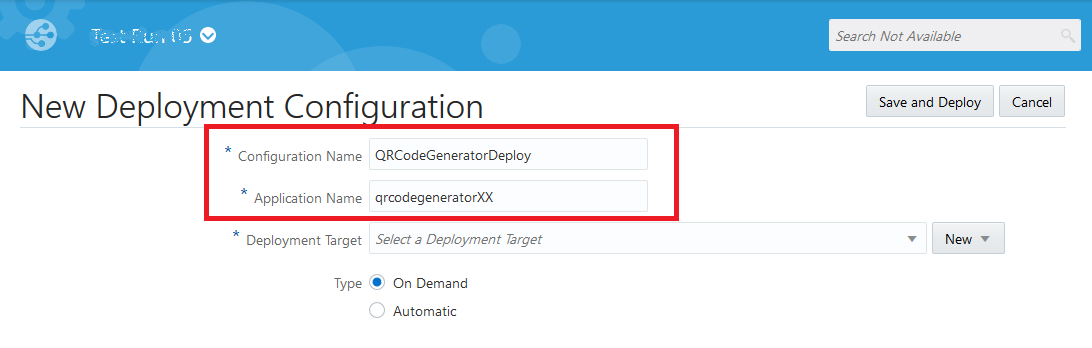 Test Run 05
Search Not Available
New Deployment Configuration
Save and Deploy
Cancel
* Configuration Name QRCodeGeneratorDeploy
* Application Name qrcodegeneratorXX
* Deployment Target Select a Deployment Target New
Type On Demand
Automatic